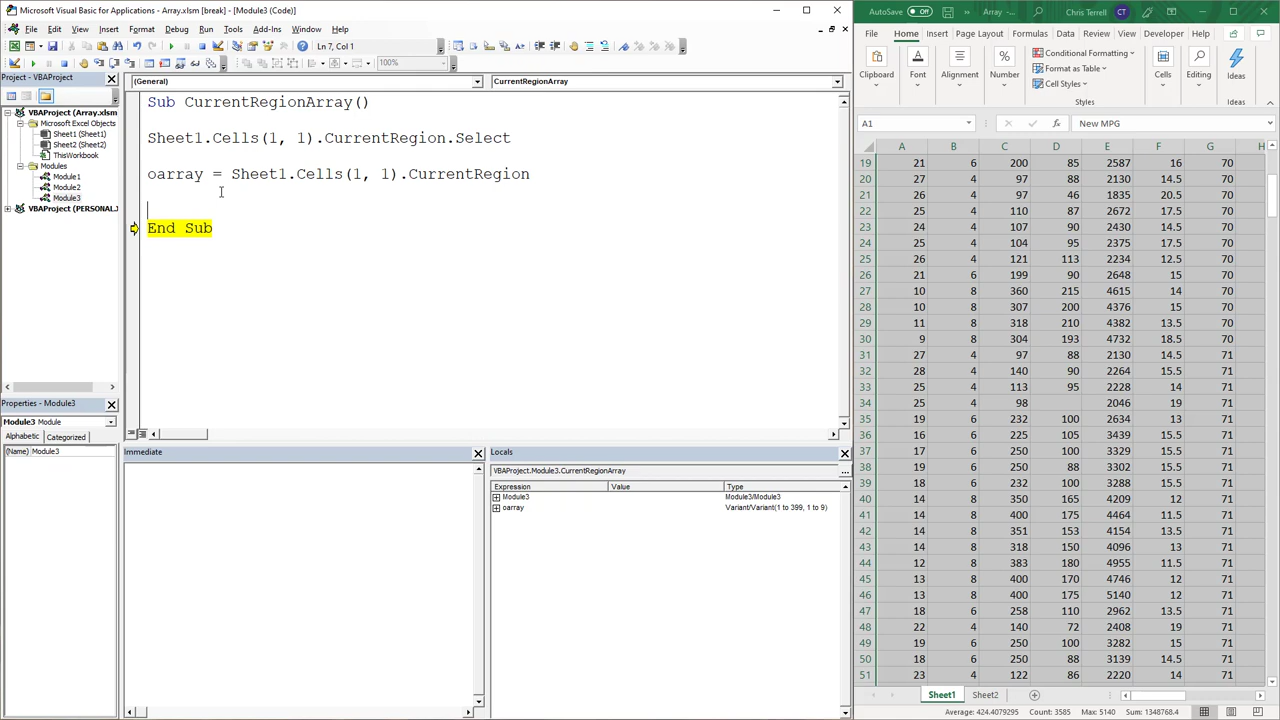 Microsoft Visual Basic for Applications - Array.xlsm [break] - [Module3 (Code)]
File Edit View Insert Format Debug Run Tools Add-Ins Window Help
Ln 7, Col 1
100%
Project - VBAProject
VBAProject (Array.xlsm
Microsoft Excel Objects
Sheet1 (Sheet1)
Sheet2 (Sheet2)
ThisWorkbook
Modules
Module1
Module2
Module3
VBAProject (PERSONAL.)
Properties - Module3
Module3 Module
Alphabetic Categorized
(Name) Module3
(General) CurrentRegionArray
Sub CurrentRegionArray()
Sheet1.Cells(1, 1).CurrentRegion.Select
oarray = Sheet1.Cells(1, 1).CurrentRegion
End Sub
Immediate
Locals
VBAProject.Module3.CurrentRegionArray
Expression Value Type
Module3 Module3/Module3
oarray Variant/Variant(1 to 399, 1 to 9)
AutoSave Off Array -... Chris Terrell CT
File Home Insert Page Layout Formulas Data Review View Developer Help
Clipboard Font Alignment Number
Conditional Formatting
Format as Table
Cell Styles
Styles
Cells Editing Ideas
Ideas
A1 fx New MPG
A B C D E F G H
19 21 6 200 85 2587 16 70
20 27 4 97 88 2130 14.5 70
21 26 4 97 46 1835 20.5 70
22 25 4 110 87 2672 17.5 70
23 24 4 107 90 2430 14.5 70
24 25 4 104 95 2375 17.5 70
25 26 4 121 113 2234 12.5 70
26 21 6 199 90 2648 15 70
27 10 8 360 215 4615 14 70
28 10 8 307 200 4376 15 70
29 11 8 318 210 4382 13.5 70
30 9 8 304 193 4732 18.5 70
31 27 4 97 88 2130 14.5 71
32 28 4 140 90 2264 15.5 71
33 25 4 113 95 2228 14 71
34 25 4 98 2046 19 71
35 19 6 232 100 2634 13 71
36 16 6 225 105 3439 15.5 71
37 17 6 250 100 3329 15.5 71
38 19 6 250 88 3302 15.5 71
39 18 6 232 100 3288 15.5 71
40 14 8 350 165 4209 12 71
41 14 8 400 175 4464 11.5 71
42 14 8 351 153 4154 13.5 71
43 14 8 318 150 4096 13 71
44 12 8 383 180 4955 11.5 71
45 13 8 400 170 4746 12 71
46 13 8 400 175 5140 12 71
47 18 6 258 110 2962 13.5 71
48 22 4 140 72 2408 19 71
49 19 6 250 100 3282 15 71
50 18 6 250 88 3139 14.5 71
51 23 4 122 86 2220 14 71
Sheet1 Sheet2
Average: 424.4079295 Count: 3585 Max: 5140 Sum: 1348768.4